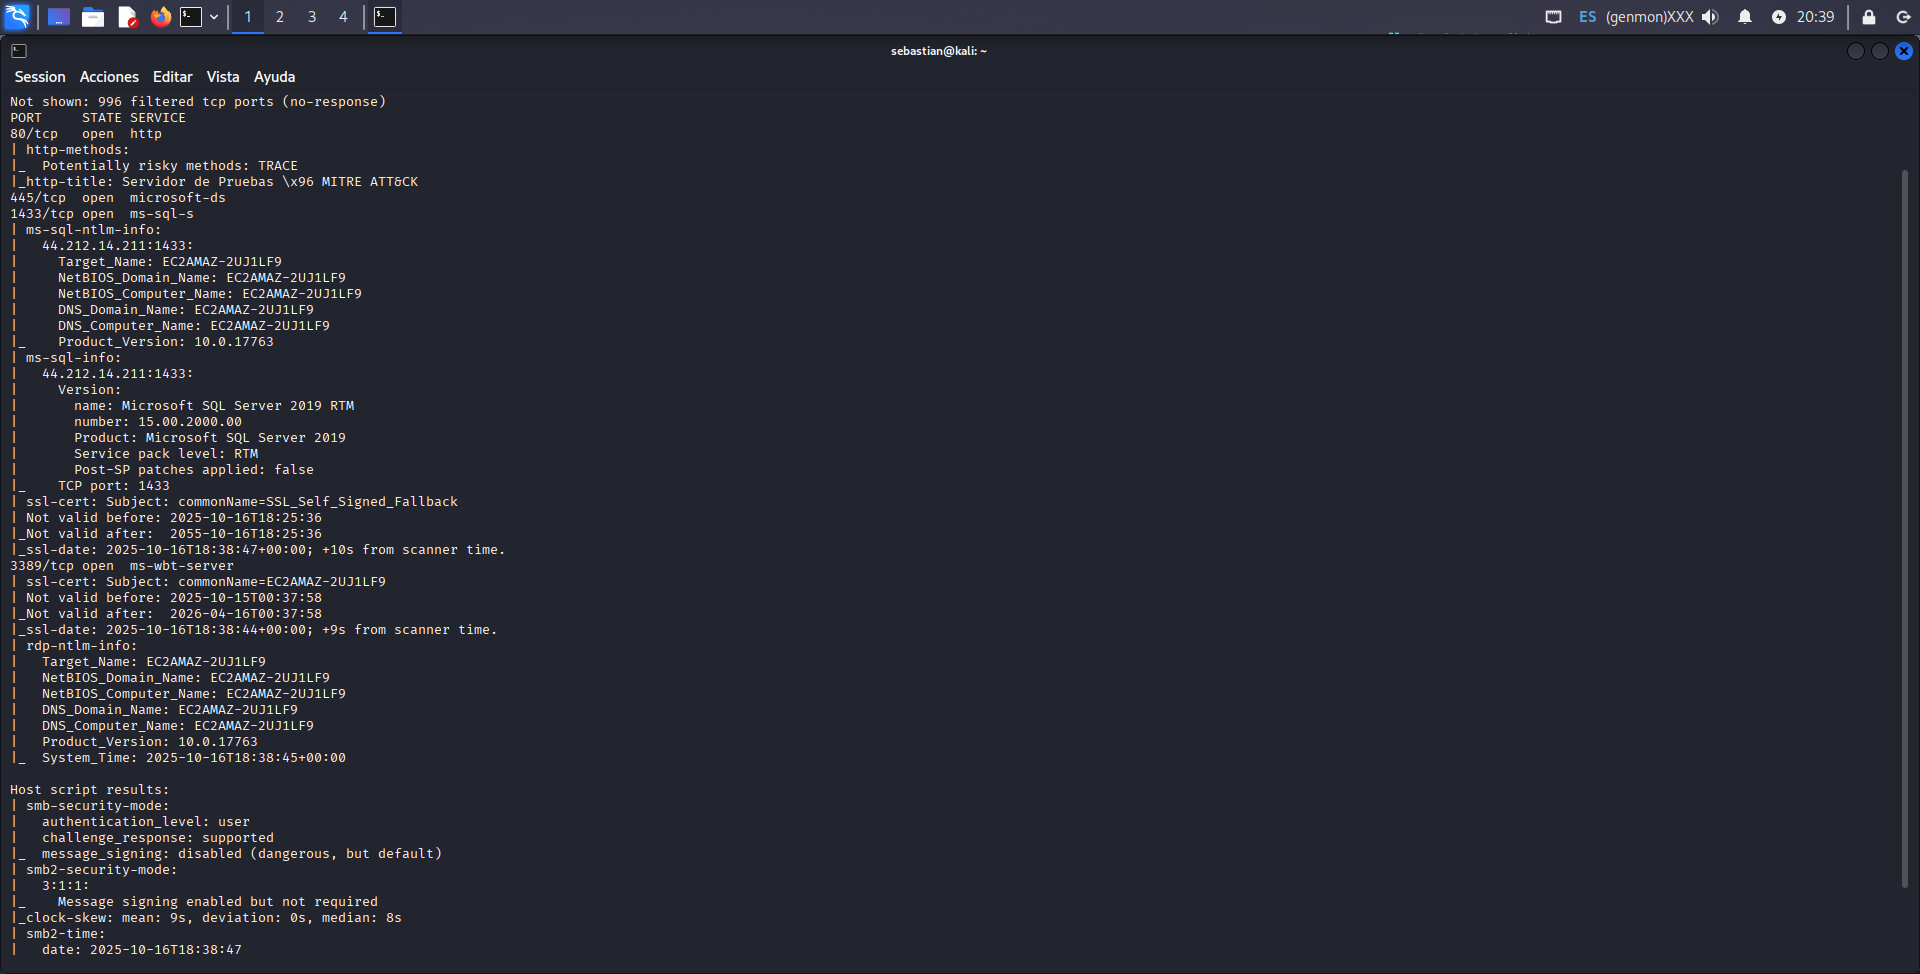 1 2 3 4 ES (genmon)XXX 20:39
sebastian@kali: ~
Session Acciones Editar Vista Ayuda
Not shown: 996 filtered tcp ports (no-response)
PORT     STATE SERVICE
80/tcp   open  http
| http-methods:
|_  Potentially risky methods: TRACE
|_http-title: Servidor de Pruebas \x96 MITRE ATT&CK
445/tcp  open  microsoft-ds
1433/tcp open  ms-sql-s
| ms-sql-ntlm-info:
|   44.212.14.211:1433:
|     Target_Name: EC2AMAZ-2UJ1LF9
|     NetBIOS_Domain_Name: EC2AMAZ-2UJ1LF9
|     NetBIOS_Computer_Name: EC2AMAZ-2UJ1LF9
|     DNS_Domain_Name: EC2AMAZ-2UJ1LF9
|     DNS_Computer_Name: EC2AMAZ-2UJ1LF9
|_    Product_Version: 10.0.17763
| ms-sql-info:
|   44.212.14.211:1433:
|     Version:
|       name: Microsoft SQL Server 2019 RTM
|       number: 15.00.2000.00
|       Product: Microsoft SQL Server 2019
|       Service pack level: RTM
|       Post-SP patches applied: false
|_    TCP port: 1433
| ssl-cert: Subject: commonName=SSL_Self_Signed_Fallback
| Not valid before: 2025-10-16T18:25:36
|_Not valid after:  2055-10-16T18:25:36
|_ssl-date: 2025-10-16T18:38:47+00:00; +10s from scanner time.
3389/tcp open  ms-wbt-server
| ssl-cert: Subject: commonName=EC2AMAZ-2UJ1LF9
| Not valid before: 2025-10-15T00:37:58
|_Not valid after:  2026-04-16T00:37:58
|_ssl-date: 2025-10-16T18:38:44+00:00; +9s from scanner time.
| rdp-ntlm-info:
|   Target_Name: EC2AMAZ-2UJ1LF9
|   NetBIOS_Domain_Name: EC2AMAZ-2UJ1LF9
|   NetBIOS_Computer_Name: EC2AMAZ-2UJ1LF9
|   DNS_Domain_Name: EC2AMAZ-2UJ1LF9
|   DNS_Computer_Name: EC2AMAZ-2UJ1LF9
|   Product_Version: 10.0.17763
|_  System_Time: 2025-10-16T18:38:45+00:00
Host script results:
| smb-security-mode:
|   authentication_level: user
|   challenge_response: supported
|_  message_signing: disabled (dangerous, but default)
| smb2-security-mode:
|   3:1:1:
|_    Message signing enabled but not required
|_clock-skew: mean: 9s, deviation: 0s, median: 8s
| smb2-time:
|   date: 2025-10-16T18:38:47